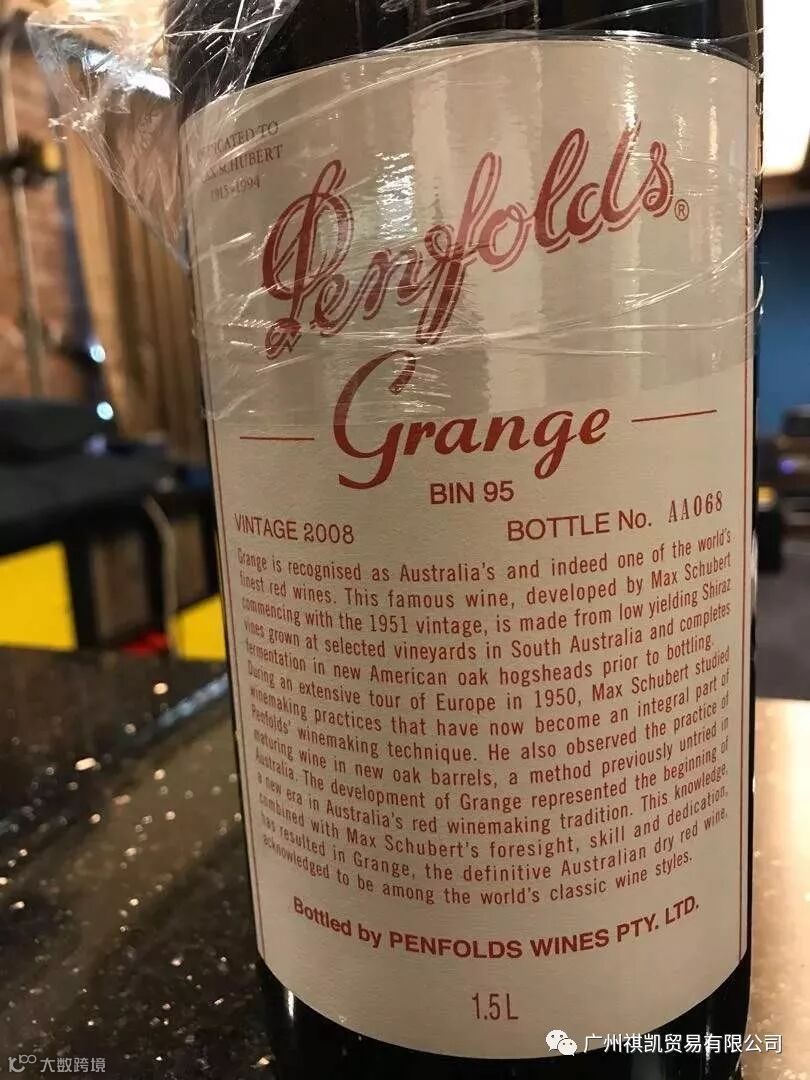 DEDICATED TO
MAX SCHUBERT
1915-1994
Penfolds®
Grange
BIN 95
VINTAGE 2008 BOTTLE No. AA068
Grange is recognised as Australia's and indeed one of the world's
finest red wines. This famous wine, developed by Max Schubert
commencing with the 1951 vintage, is made from low yielding Shiraz
vines grown at selected vineyards in South Australia and completes
fermentation in new American oak hogsheads prior to bottling.
During an extensive tour of Europe in 1950, Max Schubert studied
winemaking practices that have now become an integral part of
Penfolds' winemaking technique. He also observed the practice of
maturing wine in new oak barrels, a method previously untried in
Australia. The development of Grange represented the beginning of
a new era in Australia's red winemaking tradition. This knowledge,
combined with Max Schubert's foresight, skill and dedication,
has resulted in Grange, the definitive Australian dry red wine,
acknowledged to be among the world's classic wine styles.
Bottled by PENFOLDS WINES PTY. LTD.
1.5 L
广州祺凯贸易有限公司
大数跨境